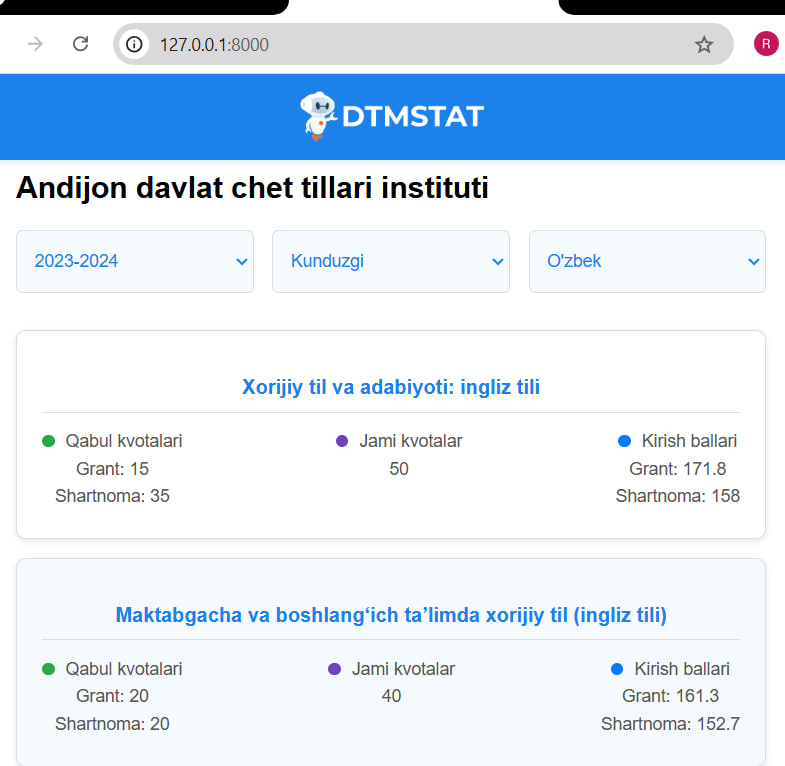 127.0.0.1:8000
R
DTMSTAT
Andijon davlat chet tillari instituti
2023-2024 Kunduzgi O'zbek
Xorijiy til va adabiyoti: ingliz tili
Qabul kvotalari Jami kvotalar Kirish ballari
Grant: 15 50 Grant: 171.8
Shartnoma: 35 Shartnoma: 158
Maktabgacha va boshlang‘ich ta’limda xorijiy til (ingliz tili)
Qabul kvotalari Jami kvotalar Kirish ballari
Grant: 20 40 Grant: 161.3
Shartnoma: 20 Shartnoma: 152.7